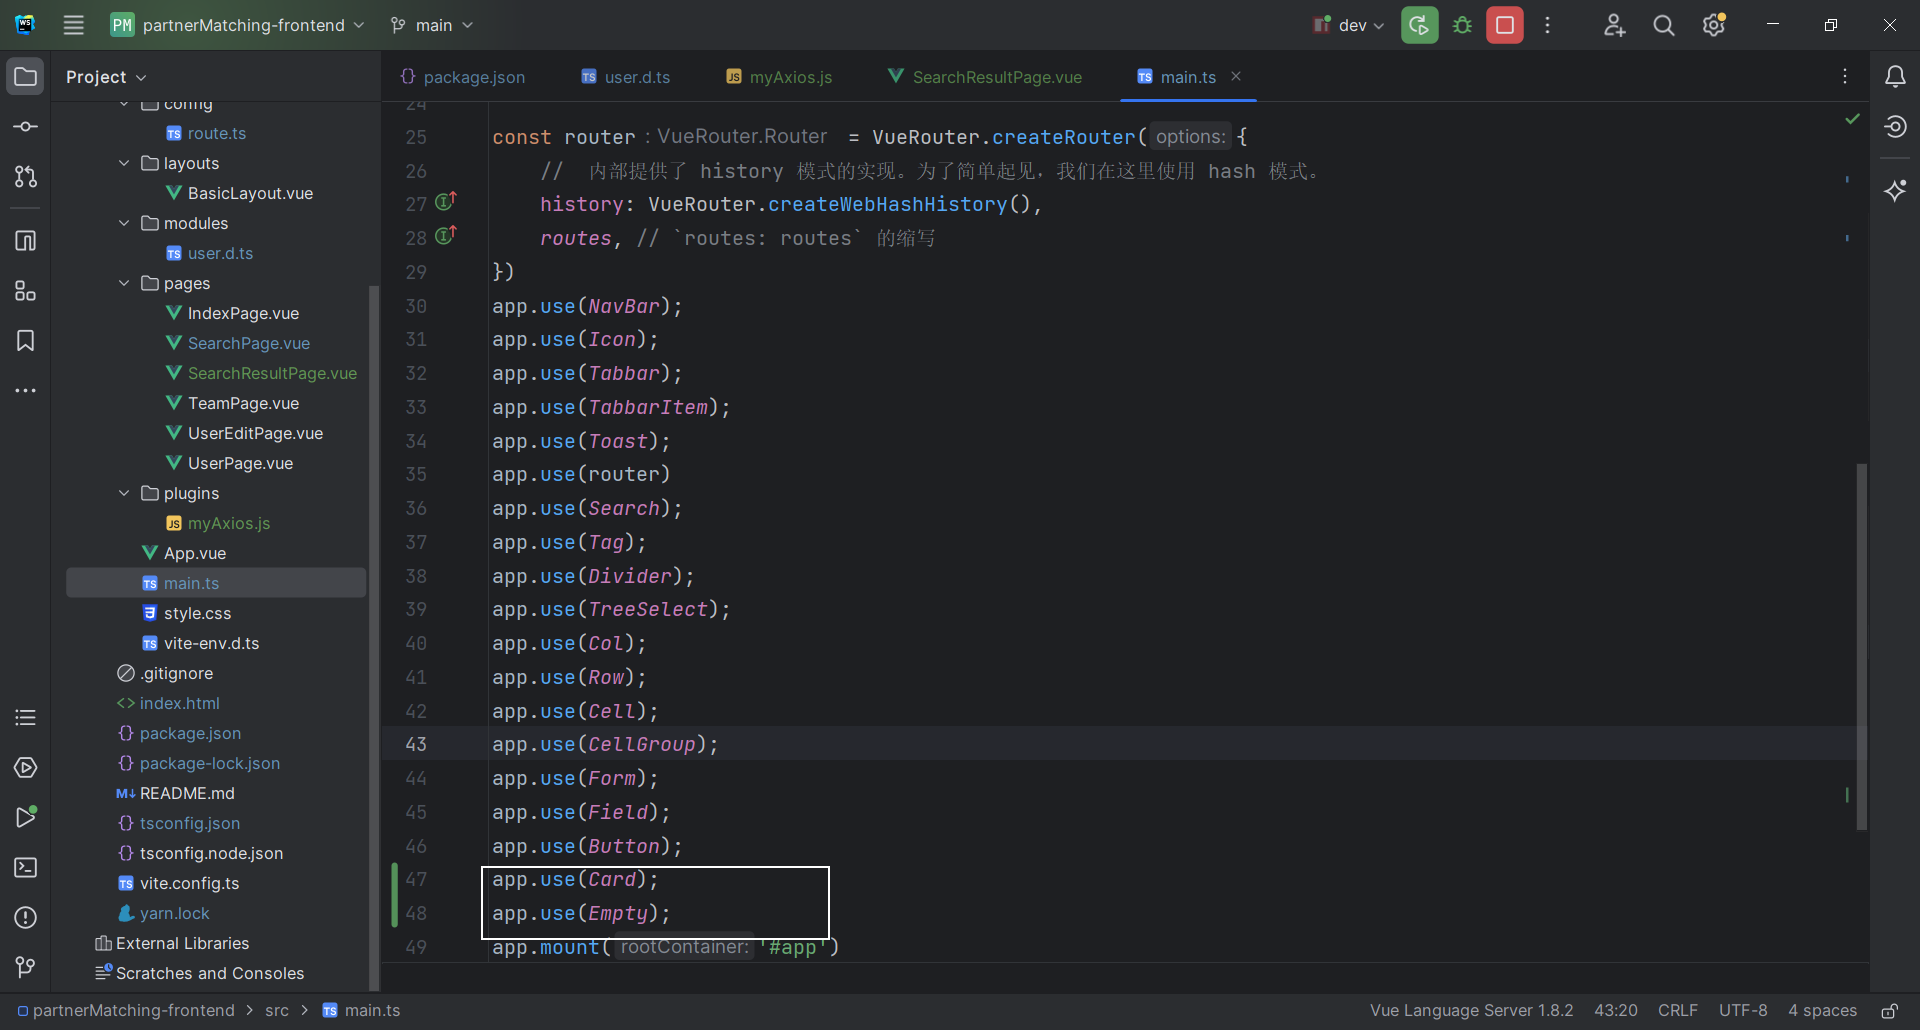 WS PM partnerMatching-frontend main dev
Project
package.json user.d.ts myAxios.js SearchResultPage.vue main.ts
config
route.ts
layouts
BasicLayout.vue
modules
user.d.ts
pages
IndexPage.vue
SearchPage.vue
SearchResultPage.vue
TeamPage.vue
UserEditPage.vue
UserPage.vue
plugins
myAxios.js
App.vue
main.ts
style.css
vite-env.d.ts
.gitignore
index.html
package.json
package-lock.json
README.md
tsconfig.json
tsconfig.node.json
vite.config.ts
yarn.lock
External Libraries
Scratches and Consoles
24
25 const router : VueRouter.Router = VueRouter.createRouter( options: {
26 // 内部提供了 history 模式的实现。为了简单起见，我们在这里使用 hash 模式。
27 history: VueRouter.createWebHashHistory(),
28 routes, // `routes: routes` 的缩写
29 })
30 app.use(NavBar);
31 app.use(Icon);
32 app.use(Tabbar);
33 app.use(TabbarItem);
34 app.use(Toast);
35 app.use(router)
36 app.use(Search);
37 app.use(Tag);
38 app.use(Divider);
39 app.use(TreeSelect);
40 app.use(Col);
41 app.use(Row);
42 app.use(Cell);
43 app.use(CellGroup);
44 app.use(Form);
45 app.use(Field);
46 app.use(Button);
47 app.use(Card);
48 app.use(Empty);
49 app.mount( rootContainer: '#app')
partnerMatching-frontend > src > main.ts
Vue Language Server 1.8.2 43:20 CRLF UTF-8 4 spaces